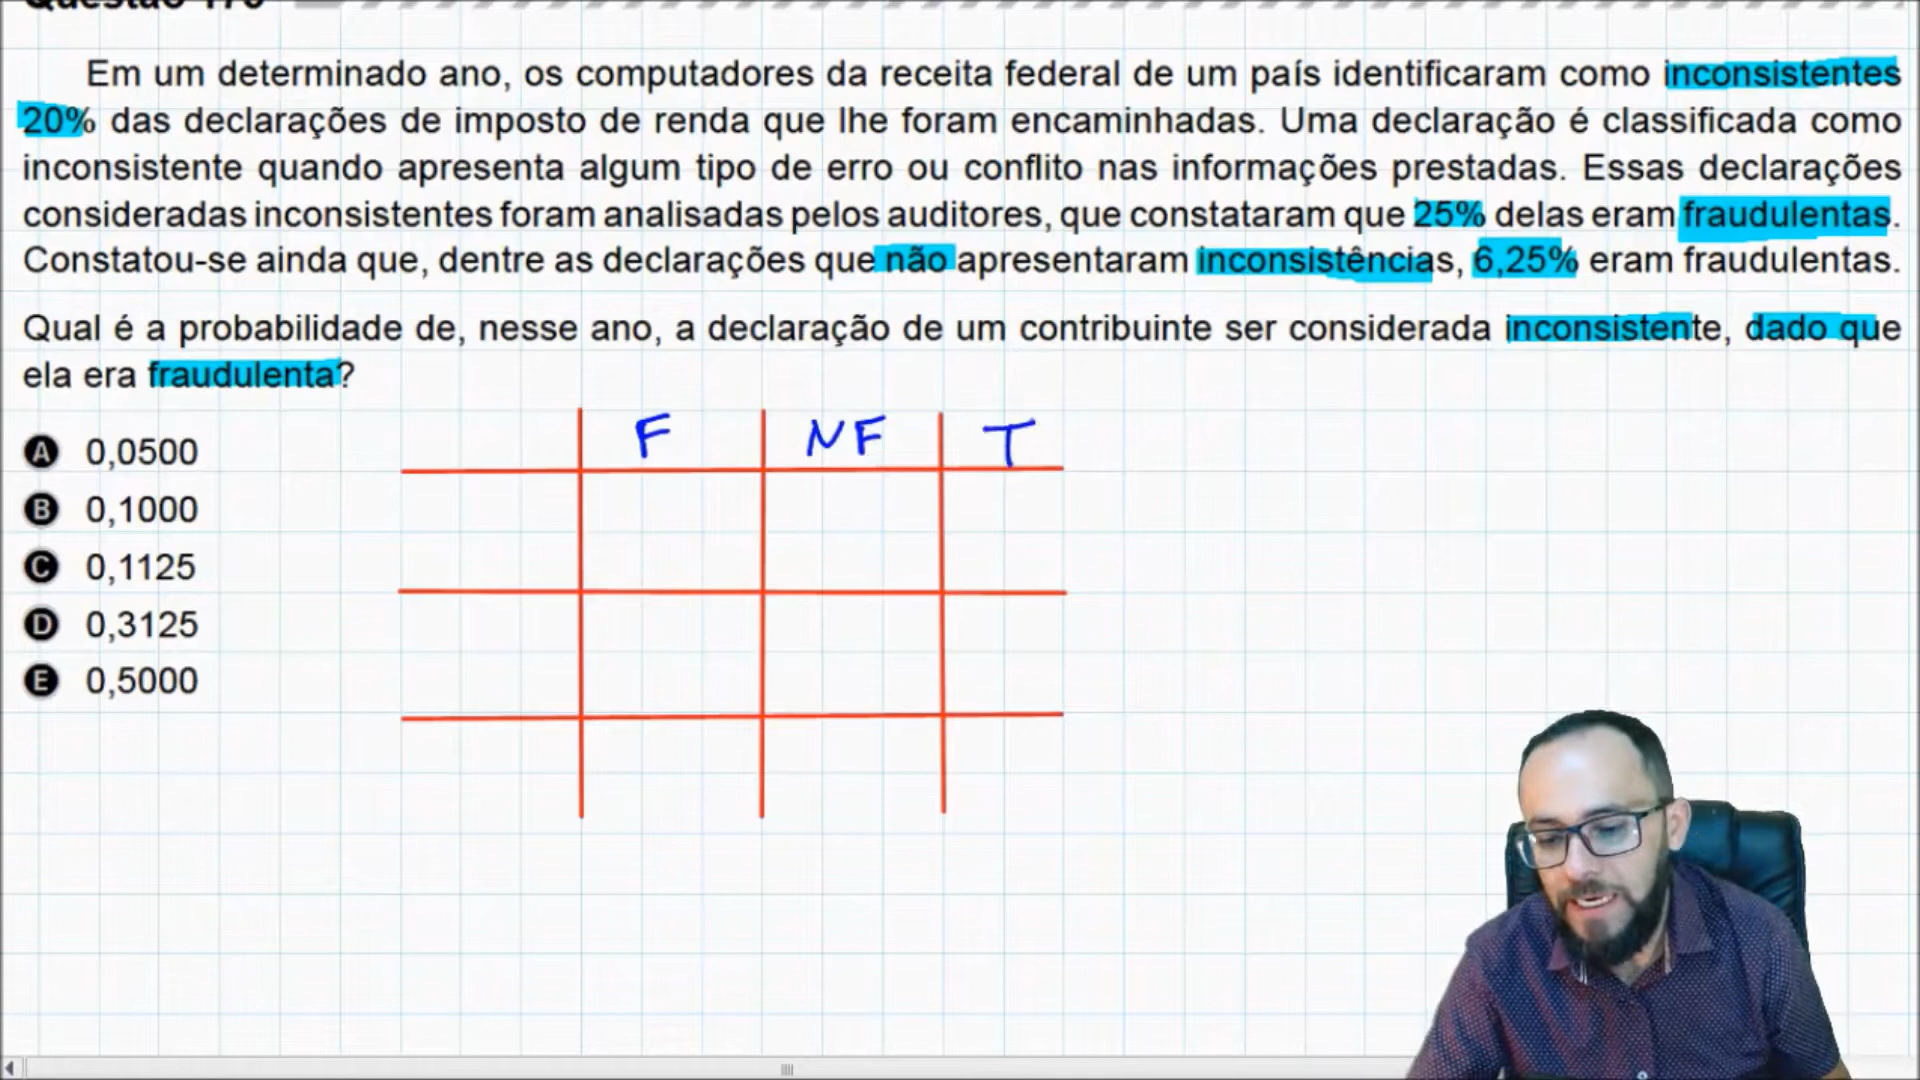 Em um determinado ano, os computadores da receita federal de um país identificaram como inconsistentes
20% das declarações de imposto de renda que lhe foram encaminhadas. Uma declaração é classificada como
inconsistente quando apresenta algum tipo de erro ou conflito nas informações prestadas. Essas declarações
consideradas inconsistentes foram analisadas pelos auditores, que constataram que 25% delas eram fraudulentas.
Constatou-se ainda que, dentre as declarações que não apresentaram inconsistências, 6,25% eram fraudulentas.
Qual é a probabilidade de, nesse ano, a declaração de um contribuinte ser considerada inconsistente, dado que
ela era fraudulenta?
F NF T
A 0,0500
B 0,1000
C 0,1125
D 0,3125
E 0,5000